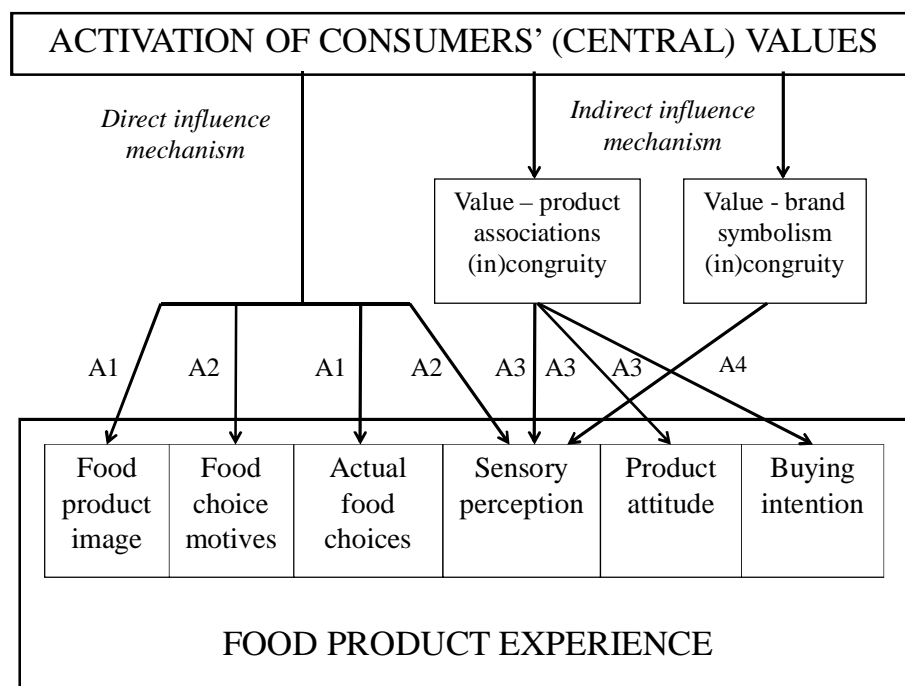 ACTIVATION OF CONSUMERS’ (CENTRAL) VALUES
Direct influence
mechanism
Indirect influence
mechanism
Value – product
associations
(in)congruity
Value - brand
symbolism
(in)congruity
A1
A2
A1
A2
A3
A3
A3
A4
Food
product
image
Food
choice
motives
Actual
food
choices
Sensory
perception
Product
attitude
Buying
intention
FOOD PRODUCT EXPERIENCE